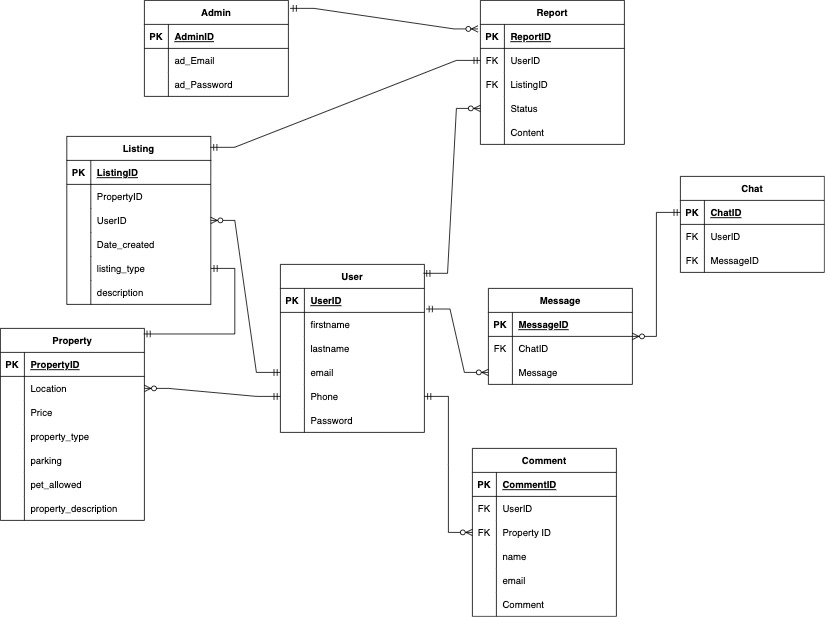 Admin
PK AdminID
ad_Email
ad_Password
Report
PK ReportID
FK UserID
FK ListingID
Status
Content
Listing
PK ListingID
PropertyID
UserID
Date_created
listing_type
description
Chat
PK ChatID
FK UserID
FK MessageID
User
PK UserID
firstname
lastname
email
Phone
Password
Message
PK MessageID
FK ChatID
Message
Property
PK PropertyID
Location
Price
property_type
parking
pet_allowed
property_description
Comment
PK CommentID
FK UserID
FK Property ID
name
email
Comment